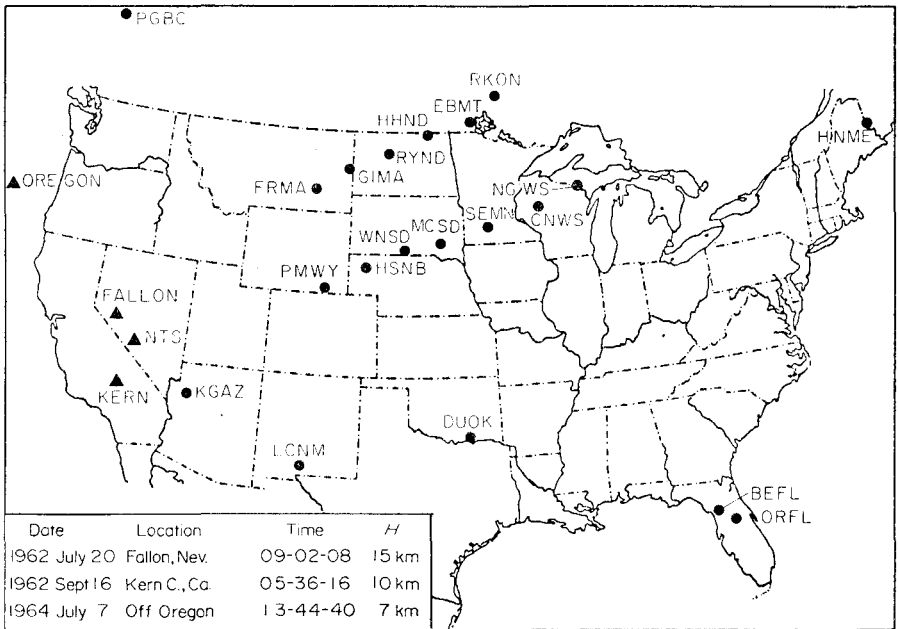 PGBC
RKON
EBMT
HHND
HNME
RYND
OREGON
GIMA
FRMA
NGWS
CNWS
SEMN
MCSD
WNSD
HSNB
PMWY
FALLON
NTS
KERN
KGAZ
DUOK
LCNM
BEFL
ORFL
Date Location Time H
1962 July 20 Fallon, Nev. 09-02-08 15 km
1962 Sept 16 Kern C., Ca. 05-36-16 10 km
1964 July 7 Off Oregon 13-44-40 7 km